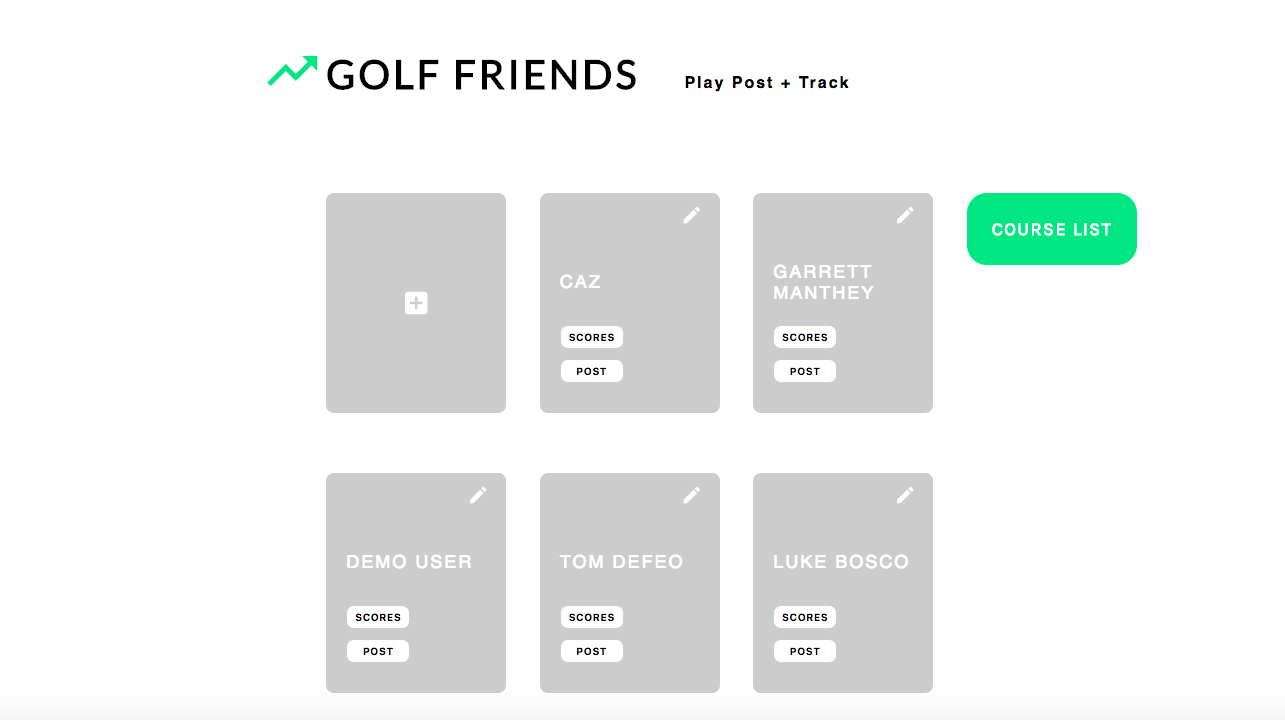 GOLF FRIENDS
Play Post + Track
COURSE LIST
CAZ
SCORES
POST
GARRETT
MANTHEY
SCORES
POST
DEMO USER
SCORES
POST
TOM DEFEO
SCORES
POST
LUKE BOSCO
SCORES
POST